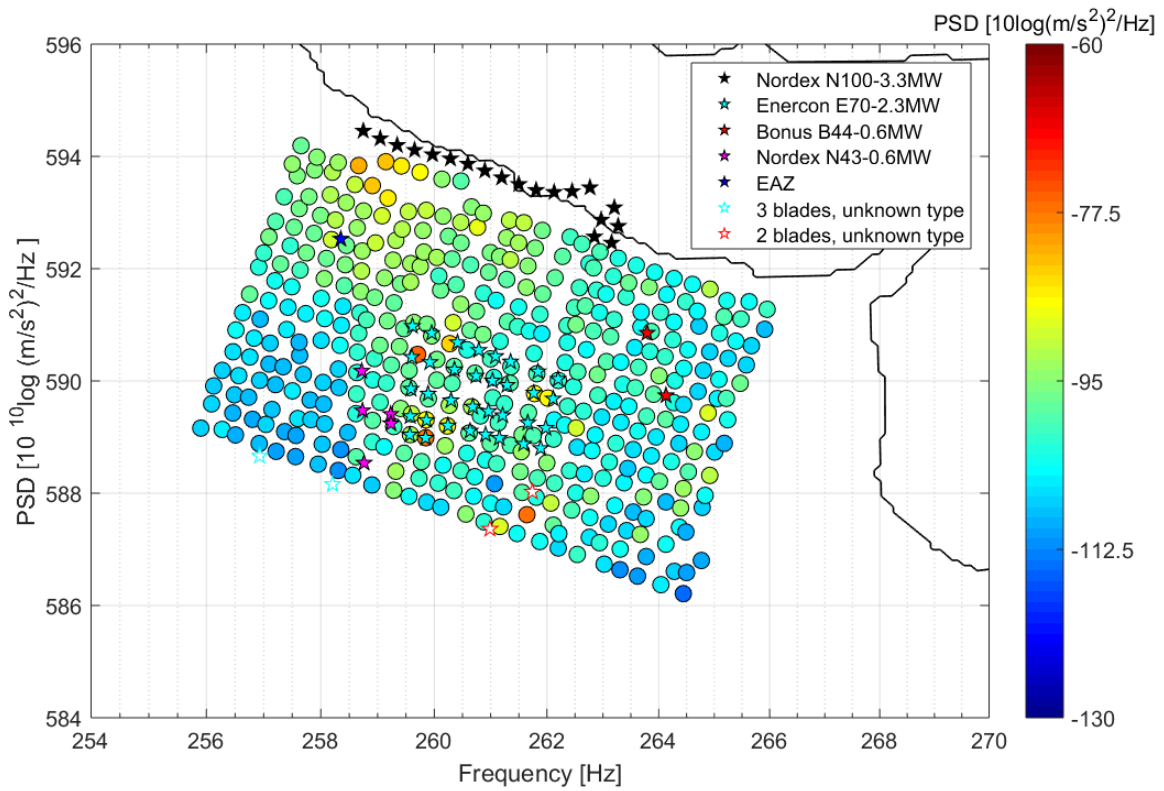 PSD [10log(m/s²)²/Hz]
596
594
592
590
588
586
584
PSD [10 ¹⁰log (m/s²)²/Hz ]
Nordex N100-3.3MW
Enercon E70-2.3MW
Bonus B44-0.6MW
Nordex N43-0.6MW
EAZ
3 blades, unknown type
2 blades, unknown type
-60
-77.5
-95
-112.5
-130
254 256 258 260 262 264 266 268 270
Frequency [Hz]